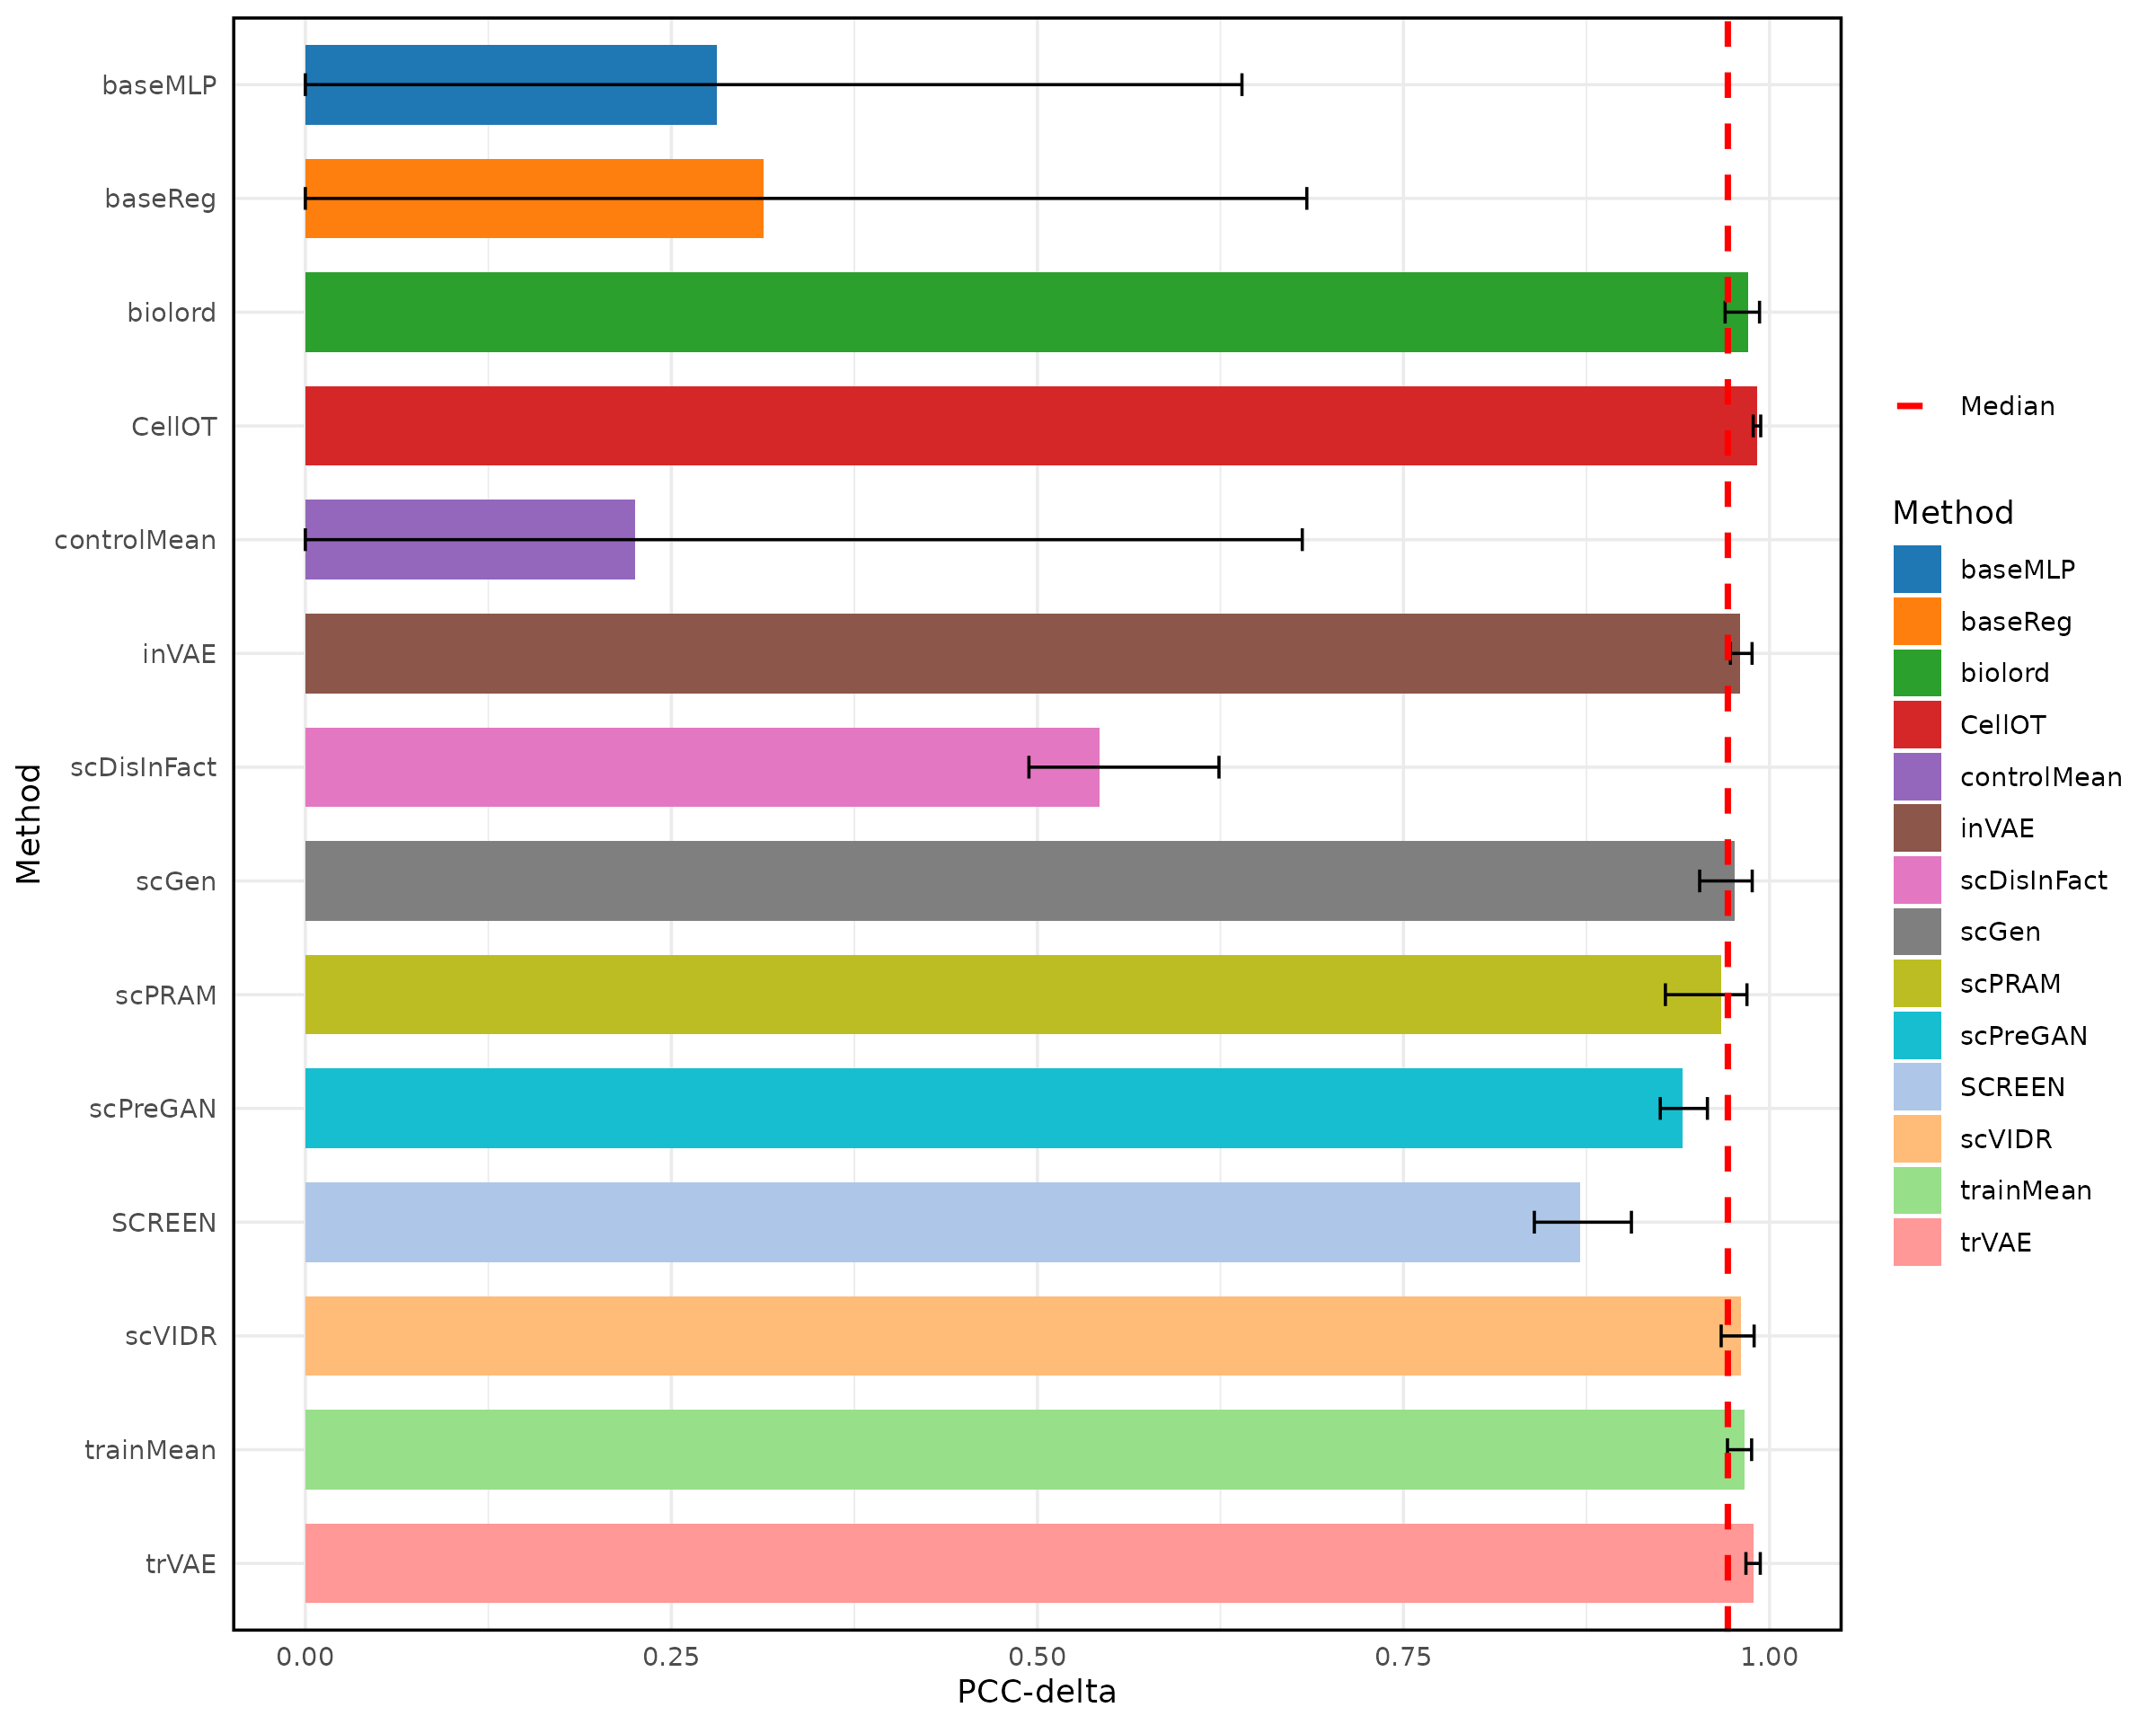 baseMLP
baseReg
biolord
CellOT
controlMean
inVAE
scDisInFact
scGen
scPRAM
scPreGAN
SCREEN
scVIDR
trainMean
trVAE
Method
0.00 0.25 0.50 0.75 1.00
PCC-delta
Median
Method
baseMLP
baseReg
biolord
CellOT
controlMean
inVAE
scDisInFact
scGen
scPRAM
scPreGAN
SCREEN
scVIDR
trainMean
trVAE